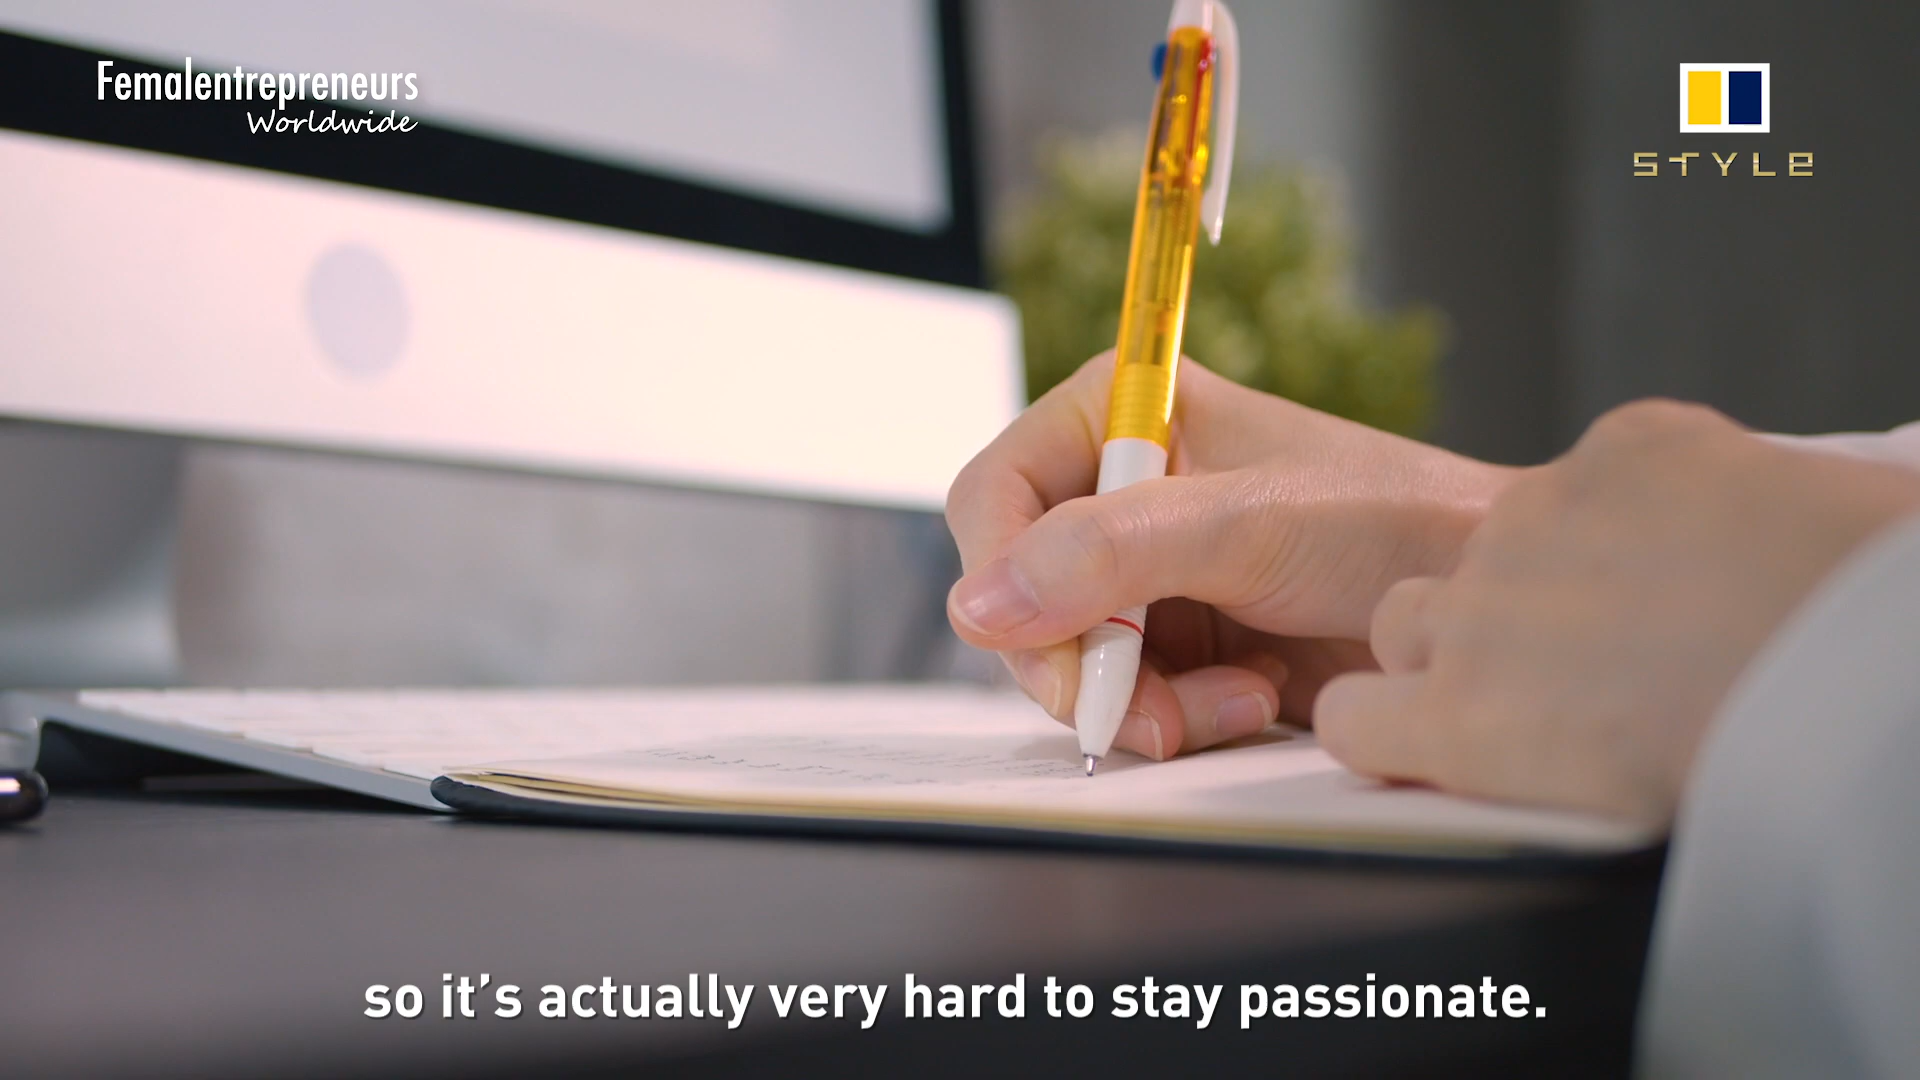 Femalentrepreneurs
Worldwide
STYLE
so it's actually very hard to stay passionate.